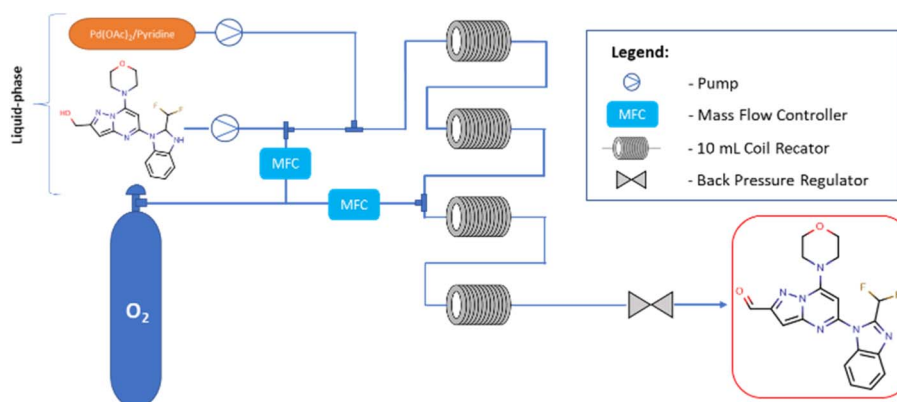 Liquid-phase
Pd(OAc)₂/Pyridine
HO
O
N
F
F
N
N
N
N
NH
MFC
MFC
O₂
Legend:
- Pump
MFC
- Mass Flow Controller
- 10 mL Coil Recator
- Back Pressure Regulator
O
N
F
F
O
N
N
N
N
N